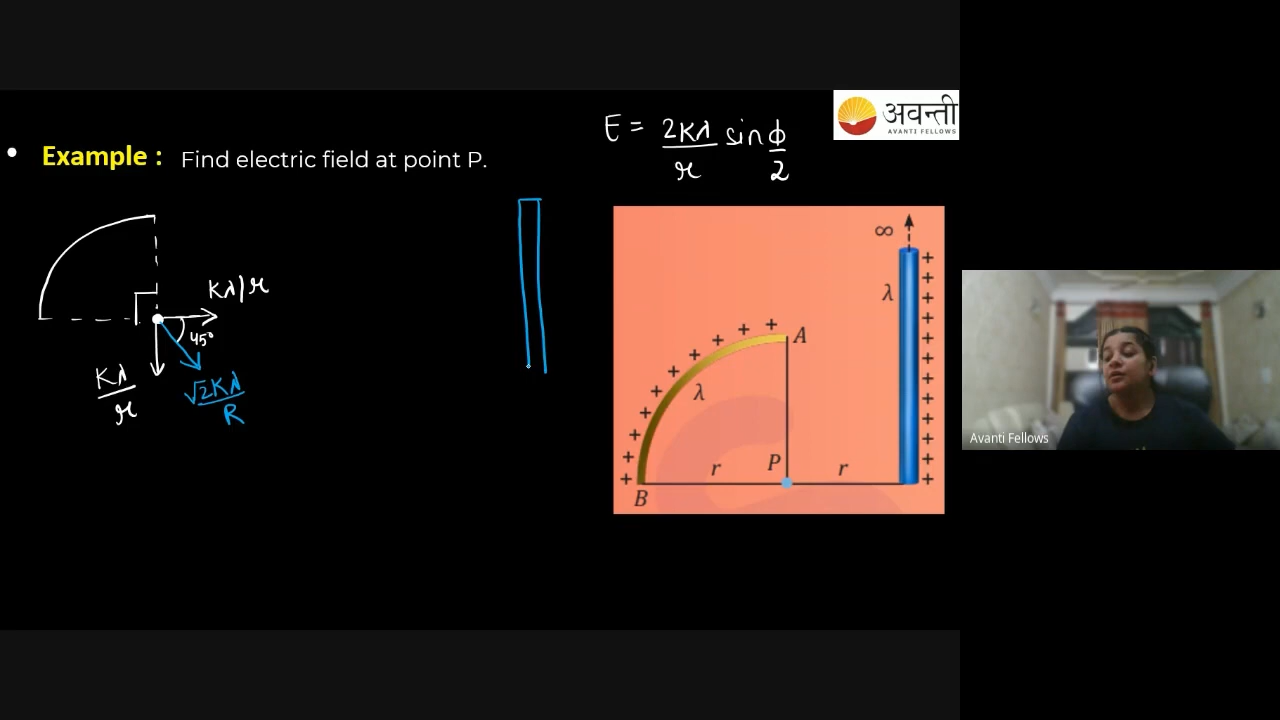 E = 2Kλ/r sin ϕ/2
अवन्ती
AVANTI FELLOWS
• Example : Find electric field at point P.
Kλ/r
45°
Kλ/r
√2Kλ/R
∞
λ
+ + + + + + + + + + + +
+ + + + + + + + + + +
A
λ
r
P
r
B
Avanti Fellows